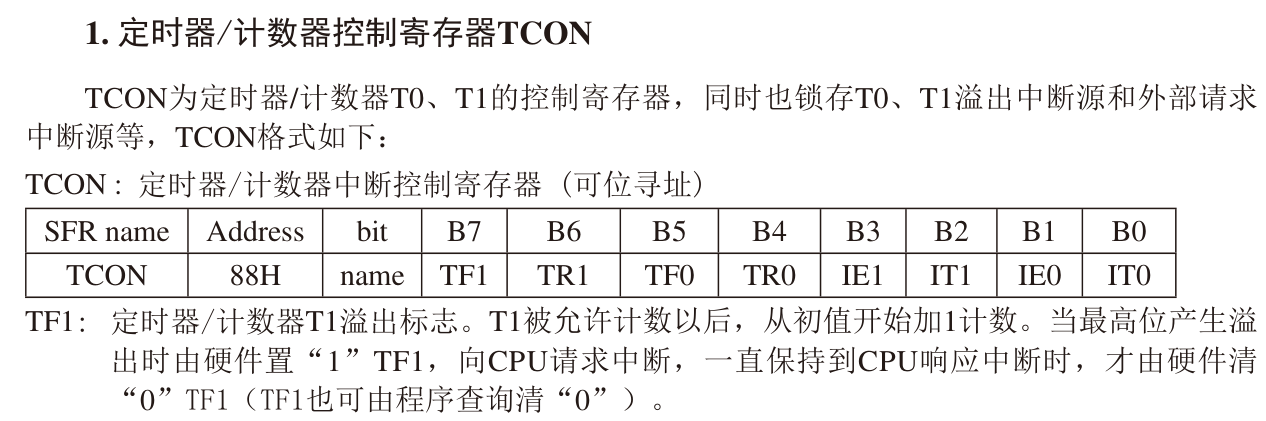 1. 定时器/计数器控制寄存器TCON
TCON为定时器/计数器T0、T1的控制寄存器，同时也锁存T0、T1溢出中断源和外部请求
中断源等，TCON格式如下：
TCON : 定时器/计数器中断控制寄存器 (可位寻址)
SFR name Address bit B7 B6 B5 B4 B3 B2 B1 B0
TCON 88H name TF1 TR1 TF0 TR0 IE1 IT1 IE0 IT0
TF1： 定时器/计数器T1溢出标志。T1被允许计数以后，从初值开始加1计数。当最高位产生溢
出时由硬件置“1”TF1，向CPU请求中断，一直保持到CPU响应中断时，才由硬件清
“0”TF1（TF1也可由程序查询清“0”）。